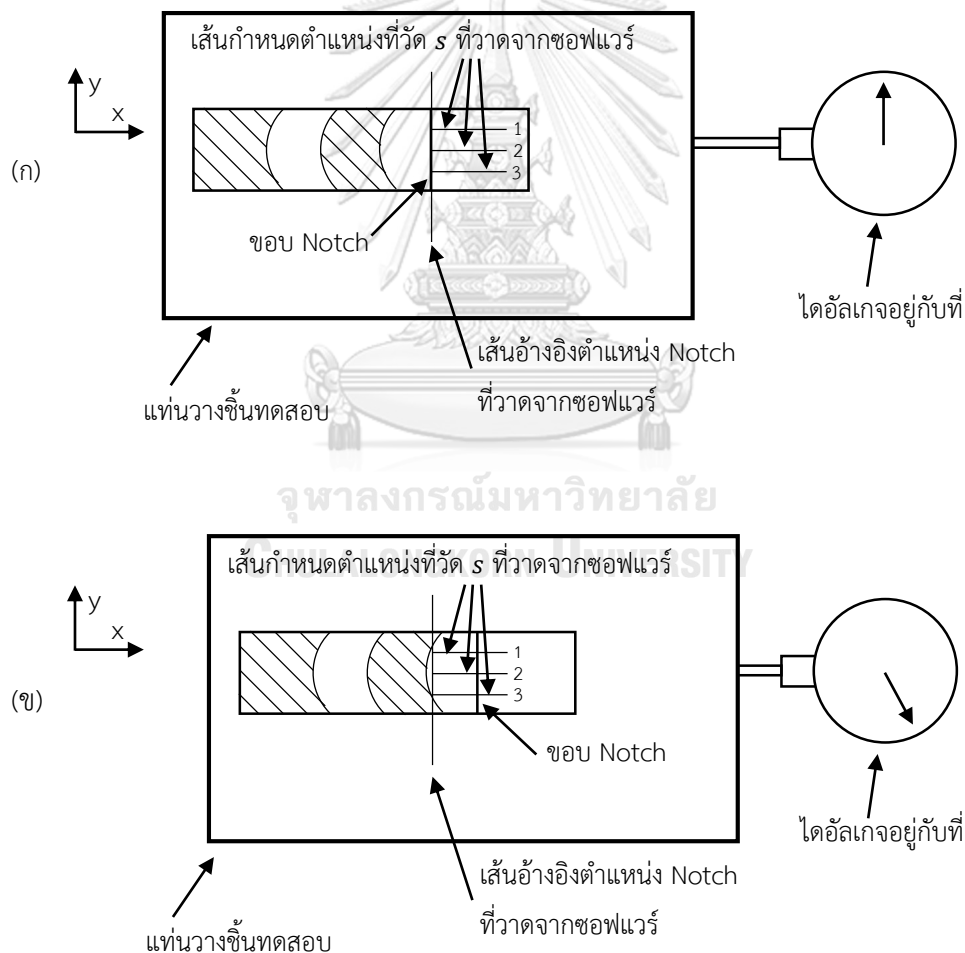 เส้นกำหนดตำแหน่งที่วัด s ที่วาดจากซอฟแวร์
y
x
1
2
3
(ก)
ขอบ Notch
ไดอัลเกจอยู่กับที่
เส้นอ้างอิงตำแหน่ง Notch
ที่วาดจากซอฟแวร์
แท่นวางชิ้นทดสอบ
จุฬาลงกรณ์มหาวิทยาลัย
CHULALONGKORN UNIVERSITY
เส้นกำหนดตำแหน่งที่วัด s ที่วาดจากซอฟแวร์
y
x
1
2
3
(ข)
ขอบ Notch
ไดอัลเกจอยู่กับที่
เส้นอ้างอิงตำแหน่ง Notch
ที่วาดจากซอฟแวร์
แท่นวางชิ้นทดสอบ